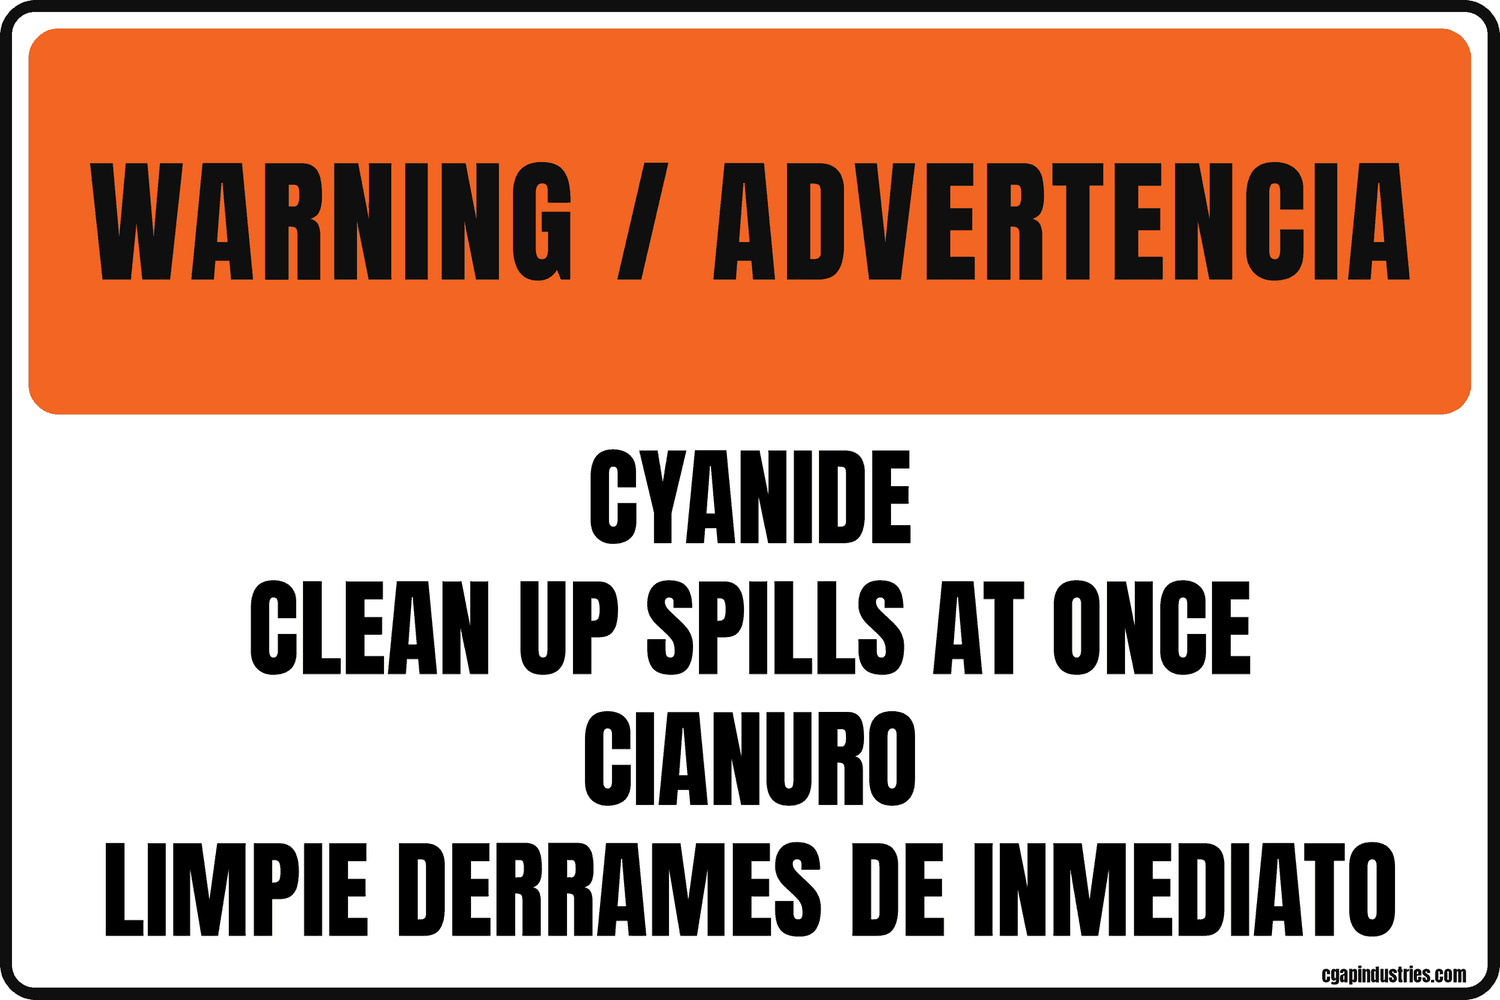 WARNING / ADVERTENCIA
CYANIDE
CLEAN UP SPILLS AT ONCE
CIANURO
LIMPIE DERRAMES DE INMEDIATO
cgapindustries.com